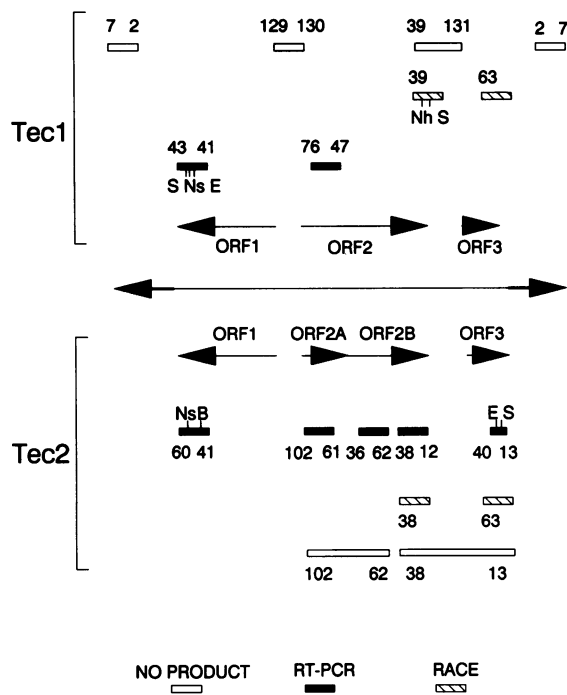 7 2 129 130 39 131 2 7
39 63
Nh S
Tec1
43 41 76 47
S Ns E
ORF1 ORF2 ORF3
ORF1 ORF2A ORF2B ORF3
NsB E S
Tec2
60 41 102 61 36 62 38 12 40 13
38 63
102 62 38 13
NO PRODUCT RT-PCR RACE